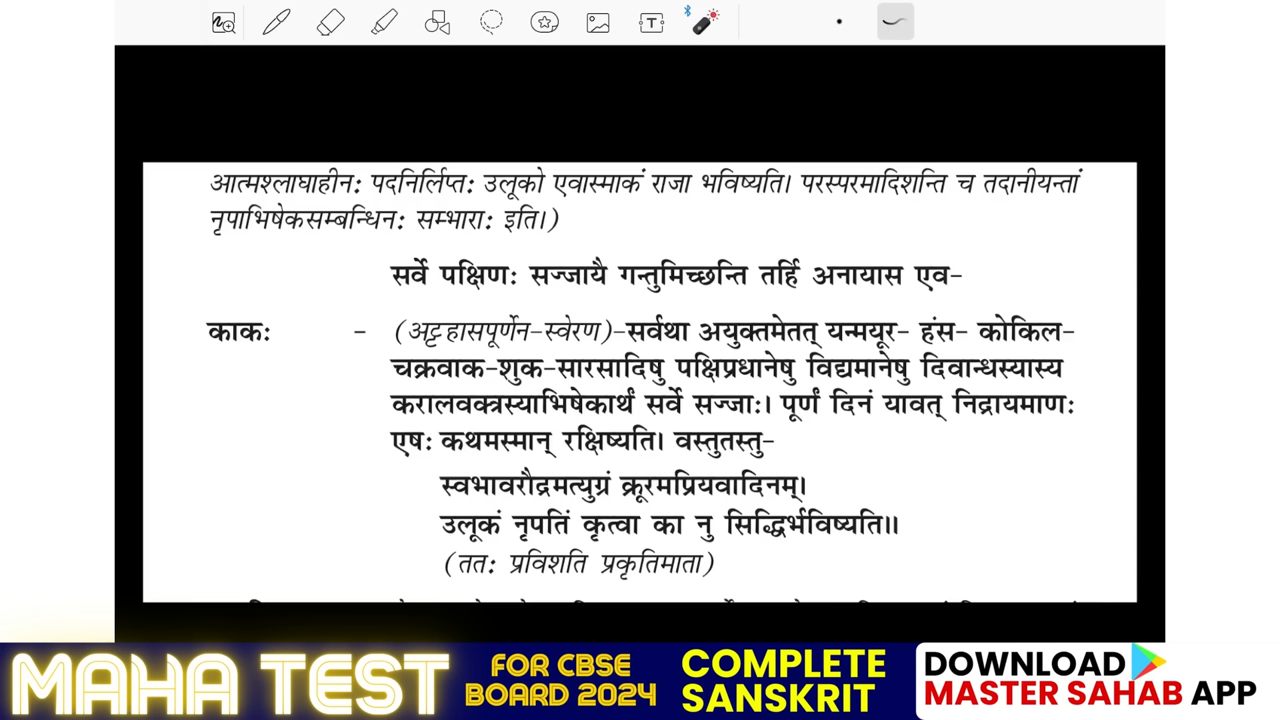 आत्मश्लाघाहीनः पदनिर्लिप्तः उलूको एवास्माकं राजा भविष्यति। परस्परमादिशन्ति च तदानीयन्तां
नृपाभिषेकसम्बन्धिनः सम्भाराः इति।)
सर्वे पक्षिणः सज्जायै गन्तुमिच्छन्ति तर्हि अनायास एव-
काकः - (अट्टहासपूर्णेन-स्वेरण)-सर्वथा अयुक्तमेतत् यन्मयूर- हंस- कोकिल-
चक्रवाक-शुक-सारसादिषु पक्षिप्रधानेषु विद्यमानेषु दिवान्धस्यास्य
करालवक्त्रस्याभिषेकार्थं सर्वे सज्जाः। पूर्णं दिनं यावत् निद्रायमाणः
एषः कथमस्मान् रक्षिष्यति। वस्तुतस्तु-
स्वभावरौद्रमत्युग्रं क्रूरमप्रियवादिनम्।
उलूकं नृपतिं कृत्वा का नु सिद्धिर्भविष्यति॥
(ततः प्रविशति प्रकृतिमाता)
MAHA TEST
FOR CBSE
BOARD 2024
COMPLETE
SANSKRIT
DOWNLOAD
MASTER SAHAB APP